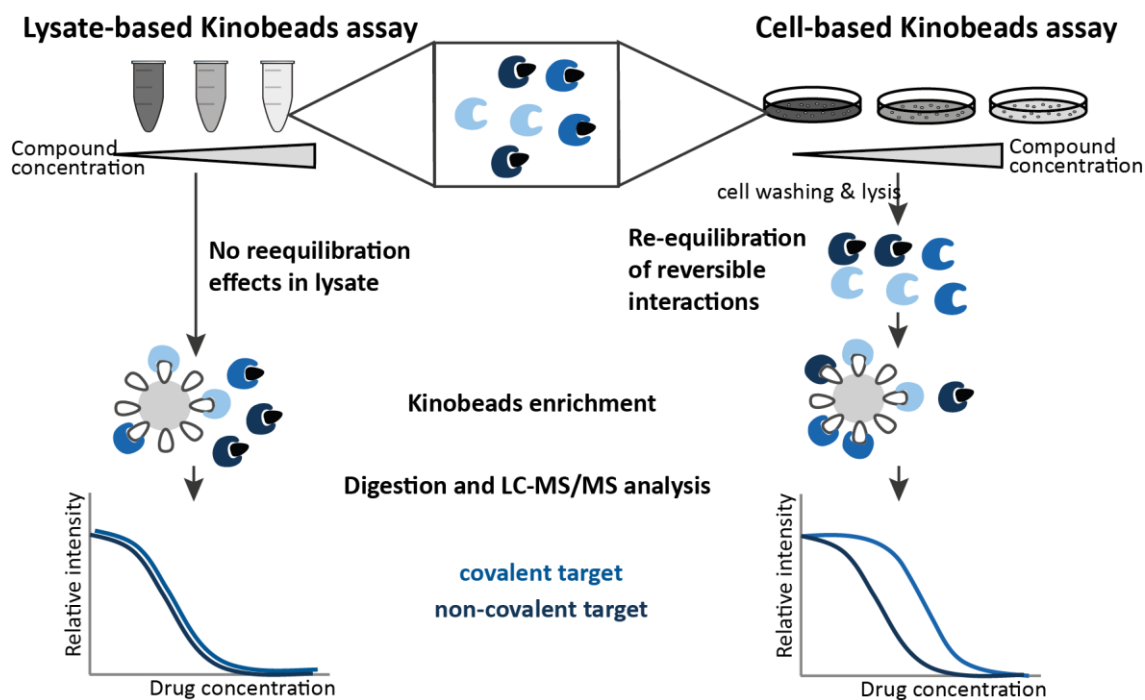 Lysate-based Kinobeads assay
Cell-based Kinobeads assay
Compound
concentration
Compound
concentration
cell washing & lysis
No reequilibration
effects in lysate
Re-equilibration
of reversible
interactions
Kinobeads enrichment
Digestion and LC-MS/MS analysis
Relative intensity
Drug concentration
covalent target
non-covalent target
Relative intensity
Drug concentration